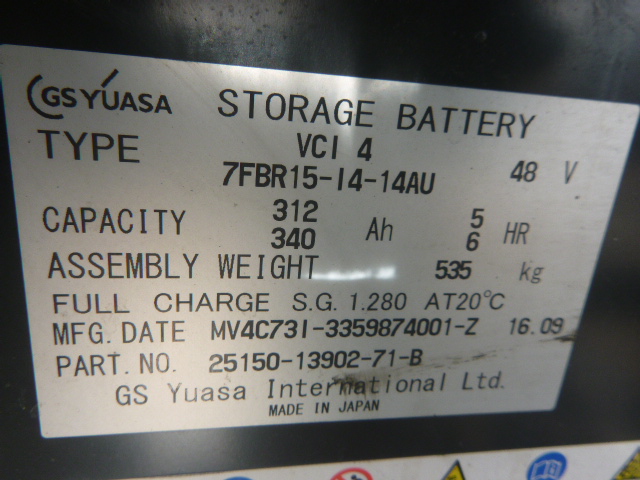 GS YUASA STORAGE BATTERY
TYPE VCI 4
7FBR15-I4-14AU 48 V
CAPACITY 312 Ah 5 HR
340 6
ASSEMBLY WEIGHT 535 kg
FULL CHARGE S.G. 1.280 AT20℃
MFG. DATE MV4C73I-3359874001-Z 16.09
PART. NO. 25150-13902-71-B
GS Yuasa International Ltd.
MADE IN JAPAN